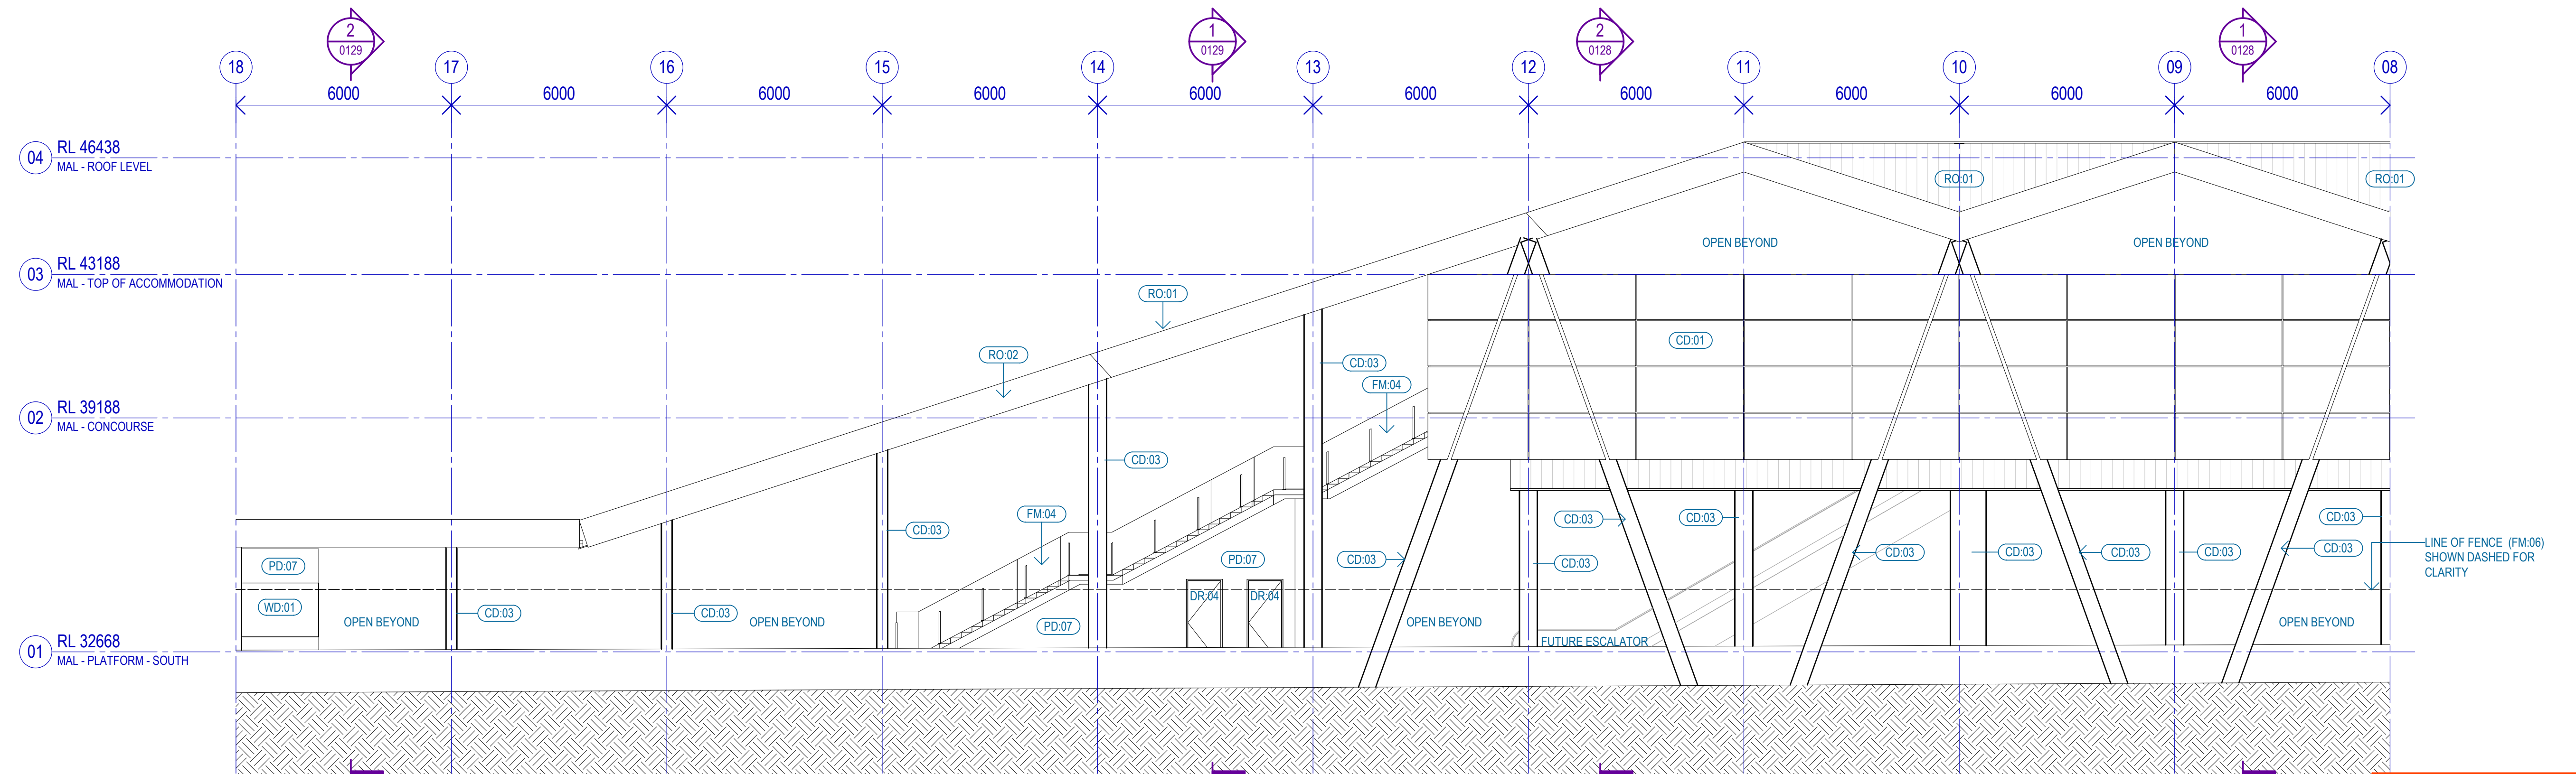 2
0129
1
0129
2
0128
1
0128
18
17
16
15
14
13
12
11
10
09
08
6000
6000
6000
6000
6000
6000
6000
6000
6000
6000
04
RL 46438
MAL - ROOF LEVEL
RO:01
RO:01
OPEN BEYOND
OPEN BEYOND
03
RL 43188
MAL - TOP OF ACCOMMODATION
RO:01
RO:02
CD:01
CD:03
FM:04
02
RL 39188
MAL - CONCOURSE
CD:03
FM:04
CD:03
CD:03
CD:03
CD:03
CD:03
LINE OF FENCE (FM:06)
SHOWN DASHED FOR
CLARITY
PD:07
PD:07
CD:03
CD:03
CD:03
CD:03
CD:03
CD:03
CD:03
DR:04
DR:04
WD:01
CD:03
CD:03
OPEN BEYOND
OPEN BEYOND
PD:07
OPEN BEYOND
OPEN BEYOND
FUTURE ESCALATOR
01
RL 32668
MAL - PLATFORM - SOUTH